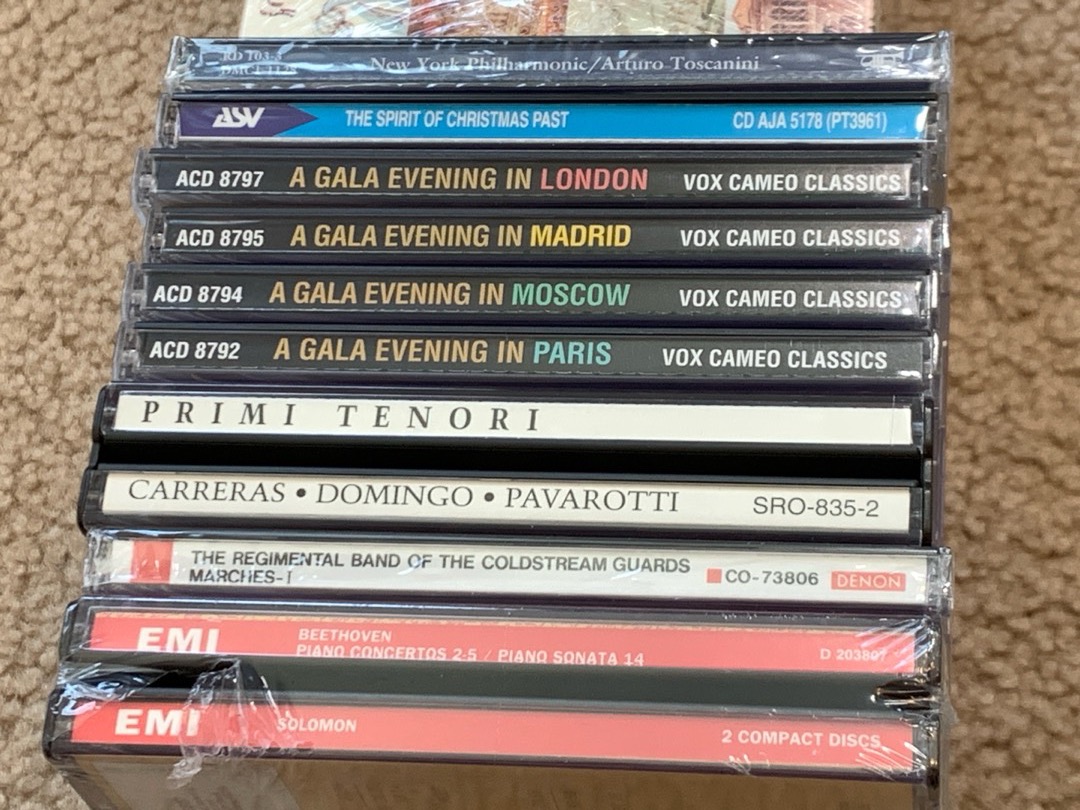 RD 103-3
New York Philharmonic/Arturo Toscanini
ASV THE SPIRIT OF CHRISTMAS PAST CD AJA 5178 (PT3961)
ACD 8797 A GALA EVENING IN LONDON VOX CAMEO CLASSICS
ACD 8795 A GALA EVENING IN MADRID VOX CAMEO CLASSICS
ACD 8794 A GALA EVENING IN MOSCOW VOX CAMEO CLASSICS
ACD 8792 A GALA EVENING IN PARIS VOX CAMEO CLASSICS
PRIMI TENORI
CARRERAS • DOMINGO • PAVAROTTI SRO-835-2
THE REGIMENTAL BAND OF THE COLDSTREAM GUARDS
MARCHES-I CO-73806 DENON
EMI BEETHOVEN
PIANO CONCERTOS 2-5 / PIANO SONATA 14 D 203807
EMI SOLOMON 2 COMPACT DISCS